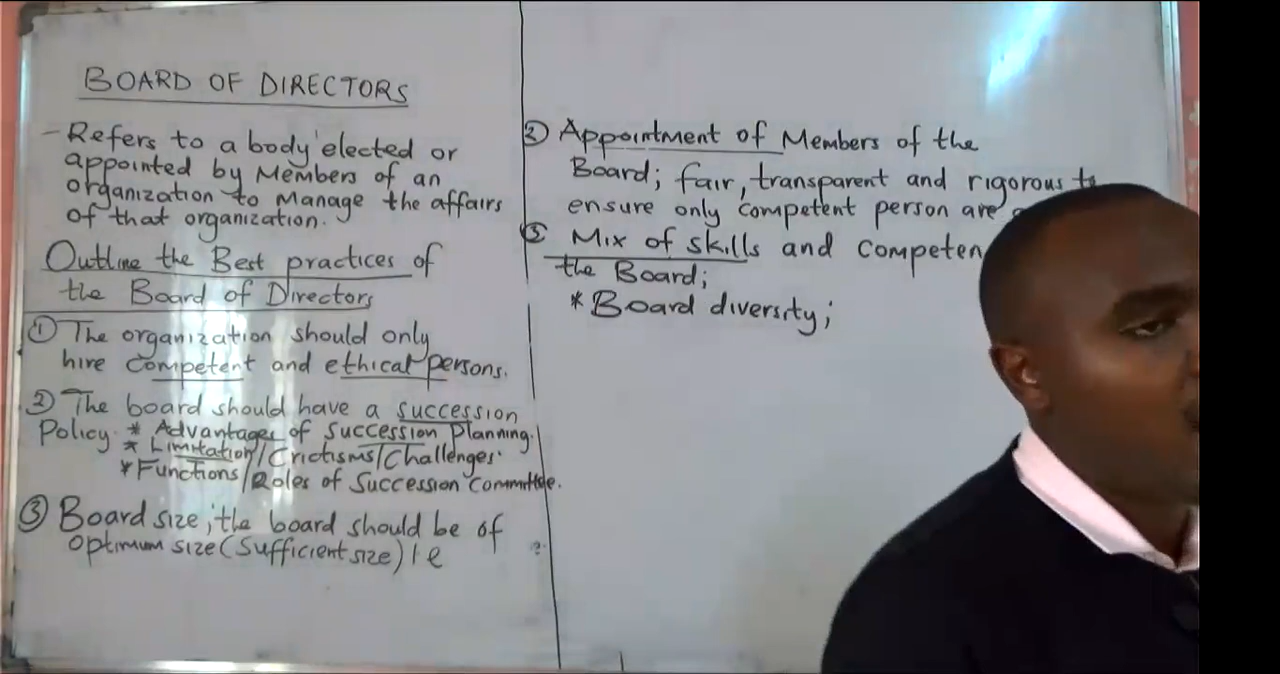 BOARD OF DIRECTORS
- Refers to a body elected or
appointed by Members of an
organization to Manage the affairs
of that organization.
Outline the Best practices of
the Board of Directors
① The organization should only
hire competent and ethical persons.
② The board should have a succession
Policy * Advantages of Succession Planning.
* Limitation/Crictisms/Challenges.
* Functions/Roles of Succession Committee.
③ Board size; the board should be of
optimum size (Sufficient size) i e
Appointment of Members of the
Board; fair, transparent and rigorous to
ensure only competent person are
Mix of skills and Competen
the Board;
* Board diversity;